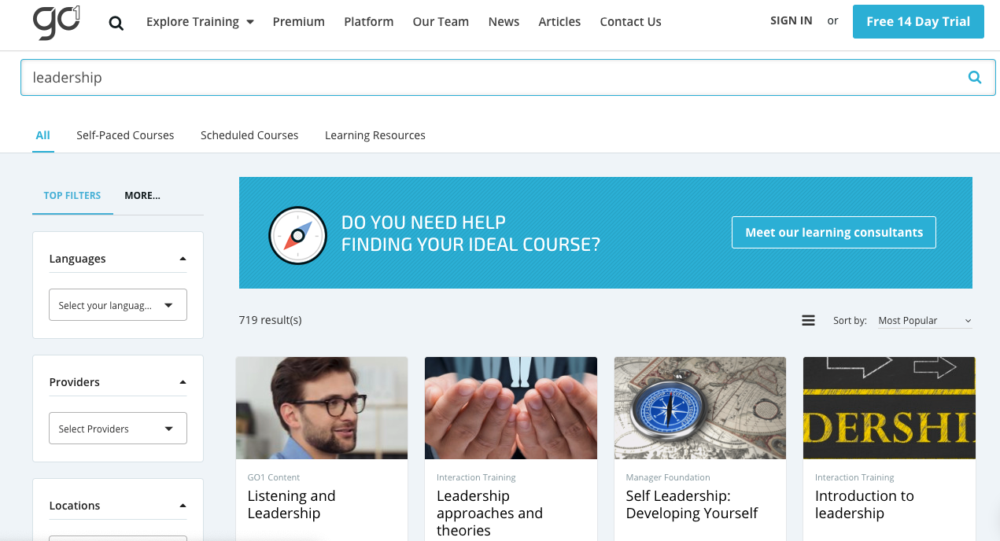 go1
Explore Training
Premium
Platform
Our Team
News
Articles
Contact Us
SIGN IN or
Free 14 Day Trial
leadership
All
Self-Paced Courses
Scheduled Courses
Learning Resources
TOP FILTERS
MORE...
DO YOU NEED HELP
FINDING YOUR IDEAL COURSE?
Meet our learning consultants
Languages
Select your languag...
719 result(s)
Sort by: Most Popular
Providers
Select Providers
Locations
GO1 Content
Listening and
Leadership
Interaction Training
Leadership
approaches and
theories
Manager Foundation
Self Leadership:
Developing Yourself
DERSHI
Interaction Training
Introduction to
leadership